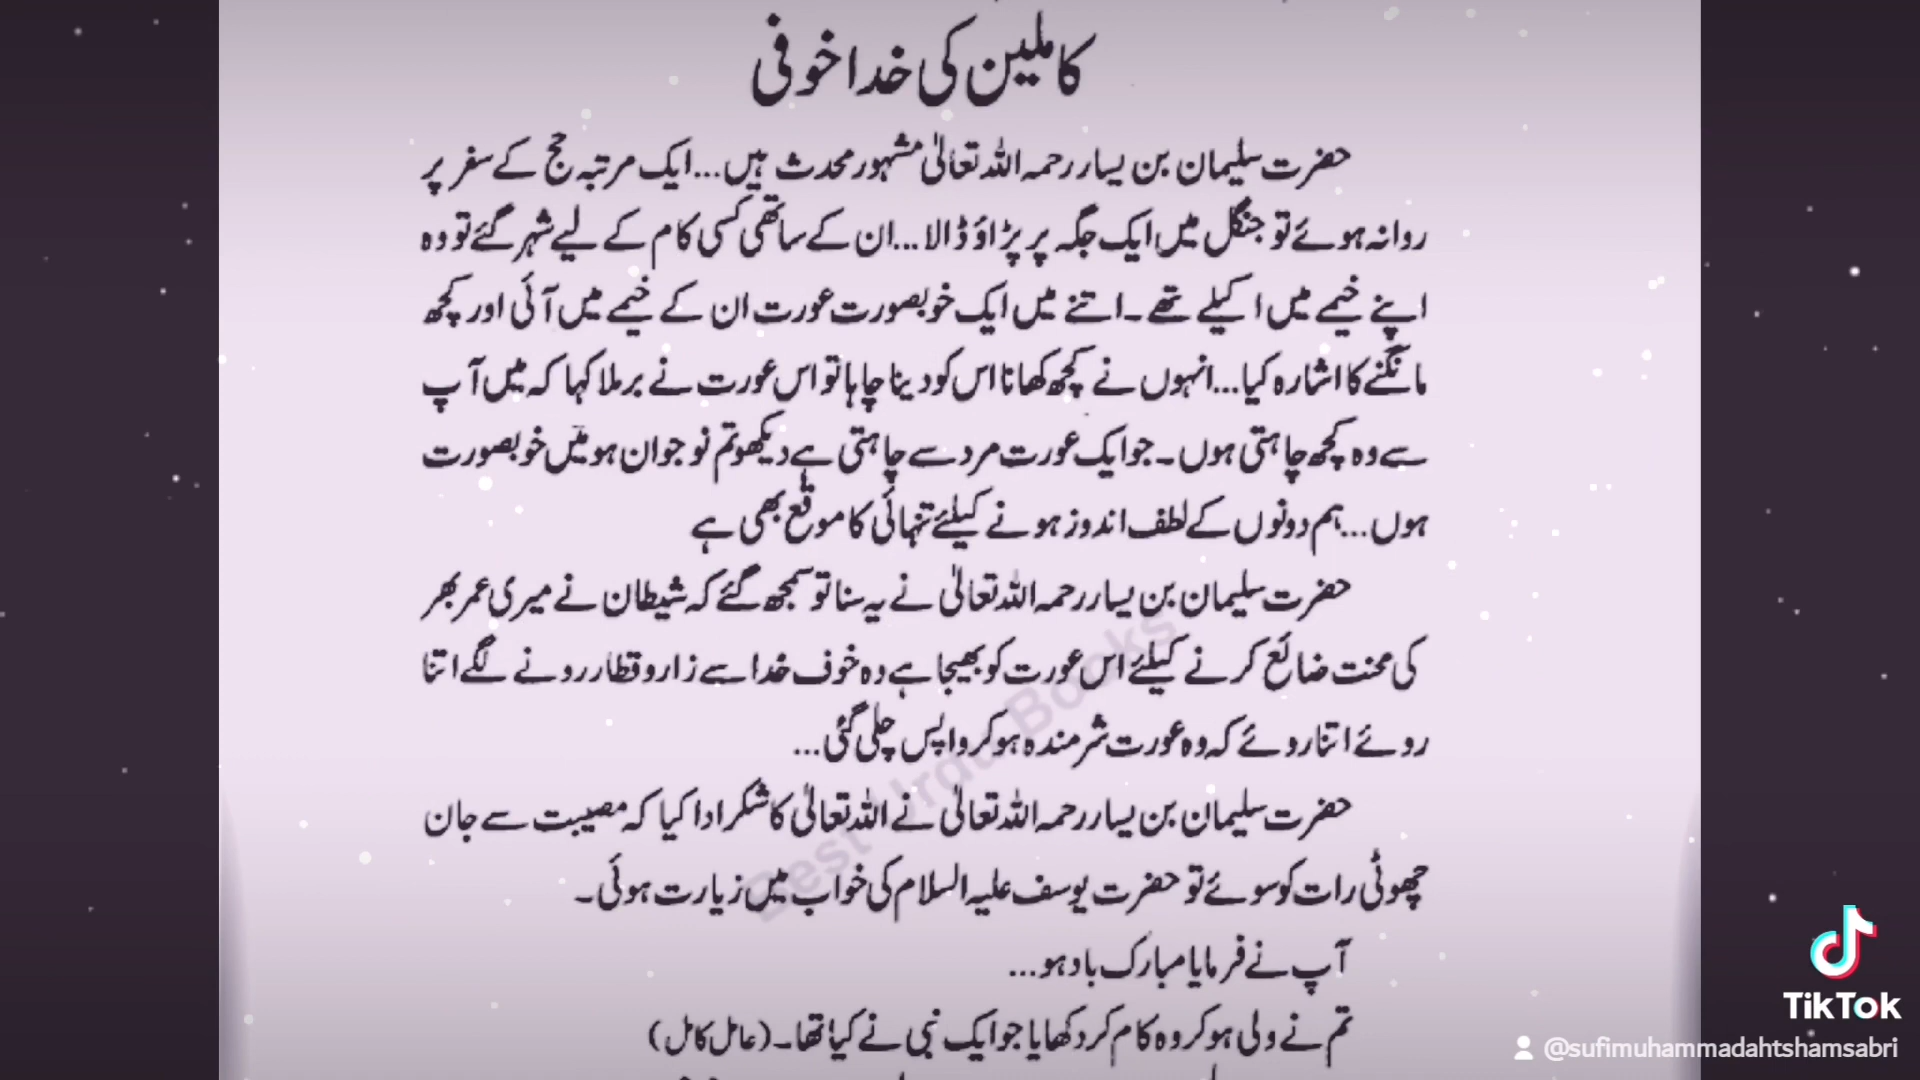 کاملین کی خدا خوفی
حضرت سلیمان بن یسار رحمہ اللہ تعالیٰ مشہور محدث ہیں...ایک مرتبہ حج کے سفر پر
روانہ ہوئے تو جنگل میں ایک جگہ پر پڑاؤ ڈالا...ان کے ساتھی کسی کام کے لیے شہر گئے تو وہ
اپنے خیمے میں اکیلے تھے۔اتنے میں ایک خوبصورت عورت ان کے خیمے میں آئی اور کچھ
مانگنے کا اشارہ کیا...انہوں نے کچھ کھانا اس کو دینا چاہا تو اس عورت نے برملا کہا کہ میں آپ
سے وہ کچھ چاہتی ہوں۔ جو ایک عورت مرد سے چاہتی ہے دیکھو تم نوجوان ہو میں خوبصورت
ہوں...ہم دونوں کے لطف اندوز ہونے کیلئے تنہائی کا موقع بھی ہے
حضرت سلیمان بن یسار رحمہ اللہ تعالیٰ نے یہ سنا تو سمجھ گئے کہ شیطان نے میری عمر بھر
کی محنت ضائع کرنے کیلئے اس عورت کو بھیجا ہے وہ خوف خدا سے زار و قطار رونے لگے اتنا
روئے اتنا روئے کہ وہ عورت شرمندہ ہو کر واپس چلی گئی...
حضرت سلیمان بن یسار رحمہ اللہ تعالیٰ نے اللہ تعالیٰ کا شکر ادا کیا کہ مصیبت سے جان
چھوٹی رات کو سوئے تو حضرت یوسف علیہ السلام کی خواب میں زیارت ہوئی۔
آپ نے فرمایا مبارک باد ہو...
تم نے ولی ہو کر وہ کام کر دکھایا جو ایک نبی نے کیا تھا۔(عامل کامل)
Best Urdu Books
TikTok
@sufimuhammadahtshamsabri